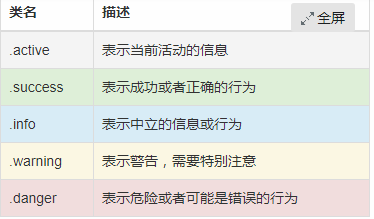 类名 描述 全屏
.active 表示当前活动的信息
.success 表示成功或者正确的行为
.info 表示中立的信息或行为
.warning 表示警告，需要特别注意
.danger 表示危险或者可能是错误的行为